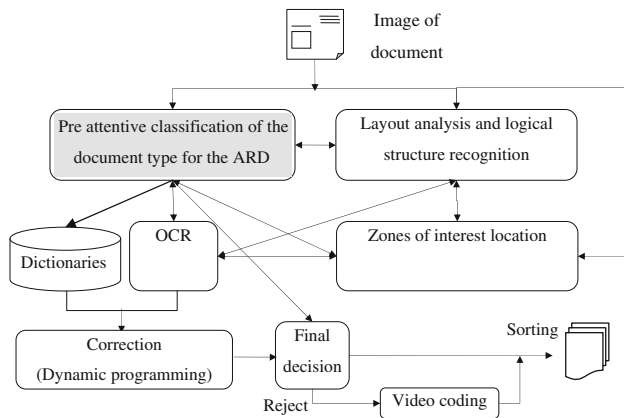 Image of
document
Pre attentive classification of the
document type for the ARD
Layout analysis and logical
structure recognition
Dictionaries
OCR
Zones of interest location
Correction
(Dynamic programming)
Final
decision
Sorting
Reject
Video coding